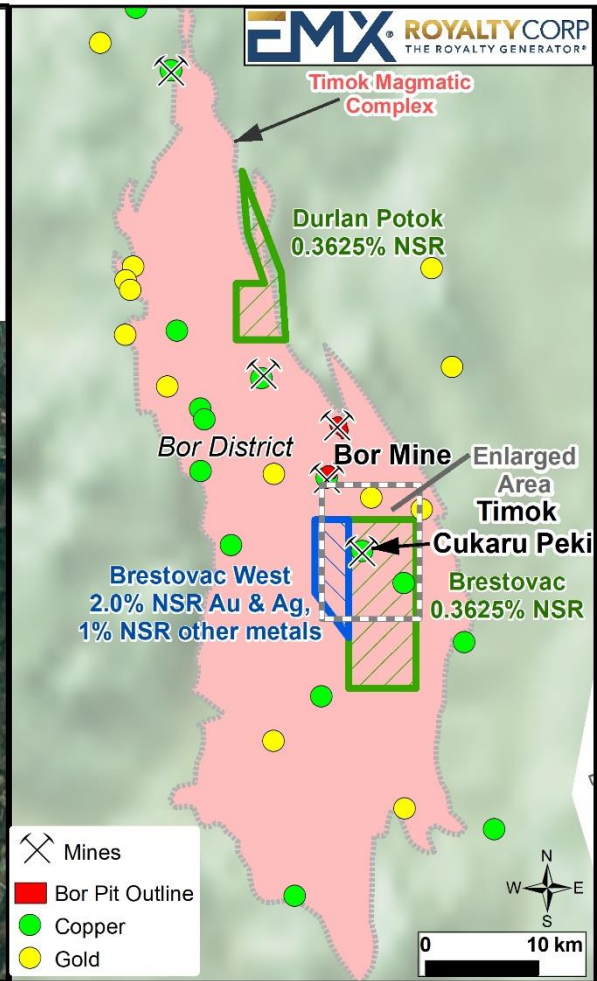 EMX® ROYALTY CORP
THE ROYALTY GENERATOR®
Timok Magmatic
Complex
Durlan Potok
0.3625% NSR
Bor District
Bor Mine
Enlarged
Area
Timok
Cukaru Peki
Brestovac West
2.0% NSR Au & Ag,
1% NSR other metals
Brestovac
0.3625% NSR
Mines
Bor Pit Outline
Copper
Gold
N
W E
S
0 10 km